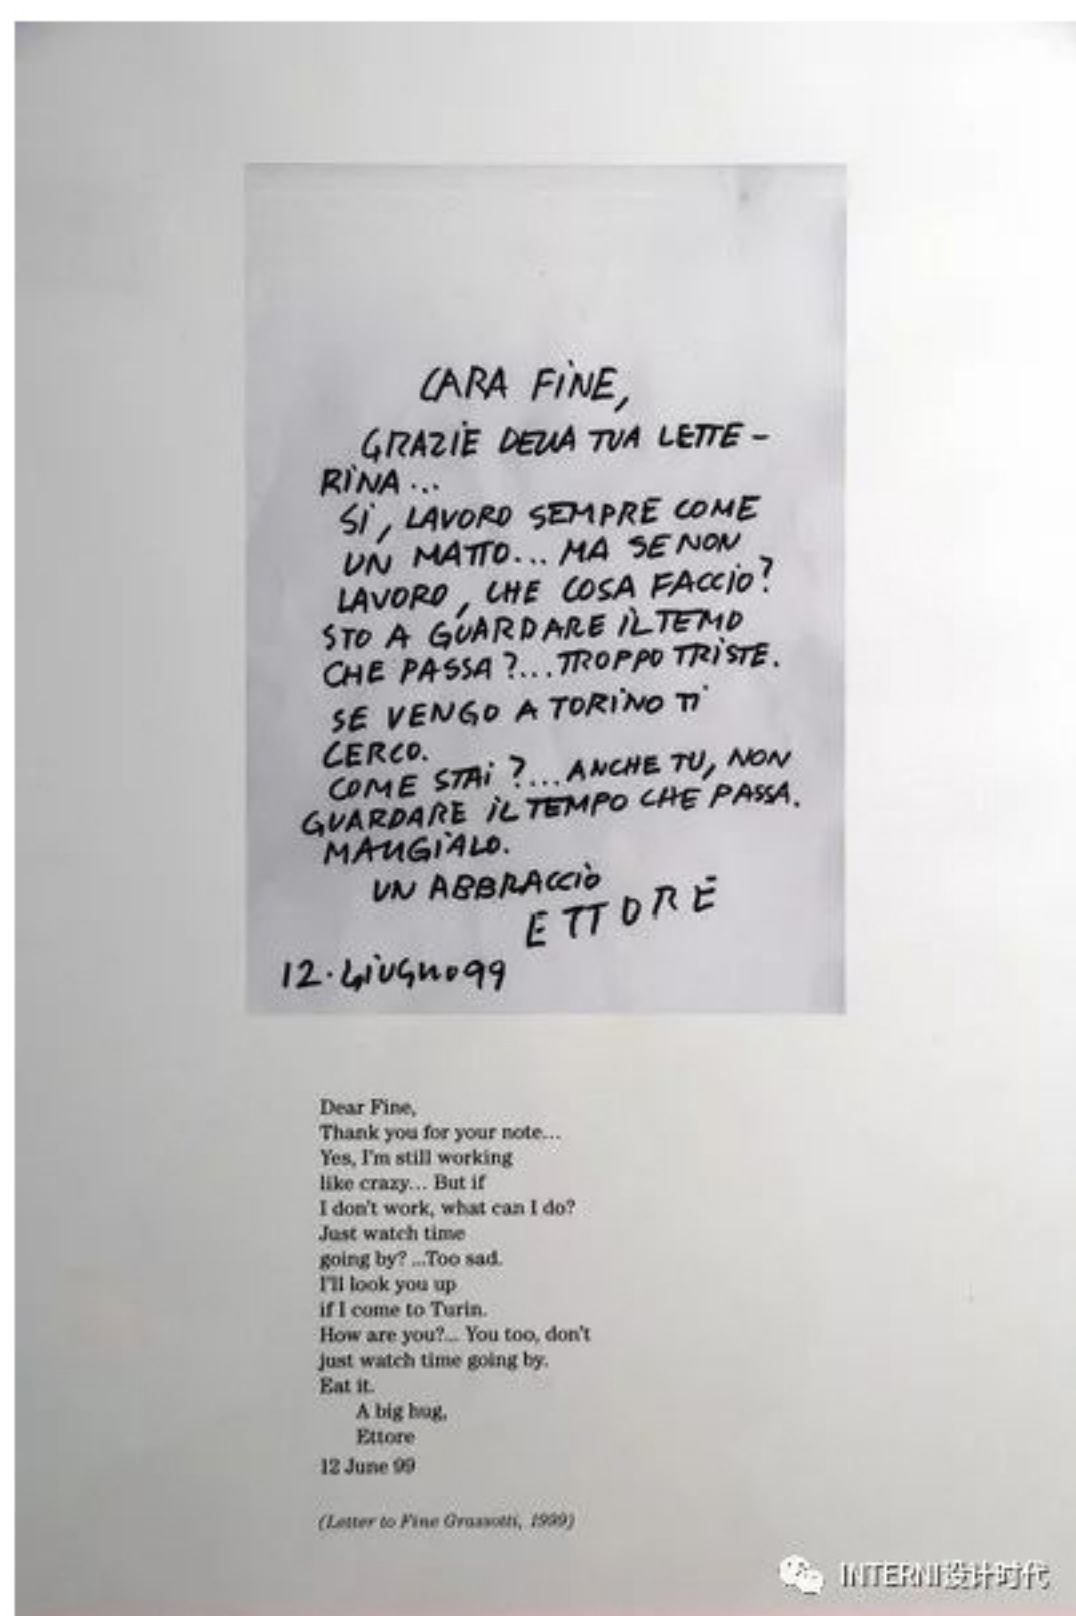 CARA FINE,
GRAZIE DELLA TUA LETTE-
RINA...
SI, LAVORO SEMPRE COME
UN MATTO... MA SE NON
LAVORO, CHE COSA FACCIO?
STO A GUARDARE IL TEMO
CHE PASSA?... TROPPO TRISTE.
SE VENGO A TORINO TI
CERCO.
COME STAI?... ANCHE TU, NON
GUARDARE IL TEMPO CHE PASSA.
MANGIALO.
UN ABBRACCIO
ETTORE
12. GIUGNO 99
Dear Fine,
Thank you for your note...
Yes, I'm still working
like crazy... But if
I don't work, what can I do?
Just watch time
going by? ...Too sad.
I'll look you up
if I come to Turin.
How are you?... You too, don't
just watch time going by.
Eat it.
A big hug,
Ettore
12 June 99
(Letter to Fine Grassotti, 1999)
INTERNI设计时代